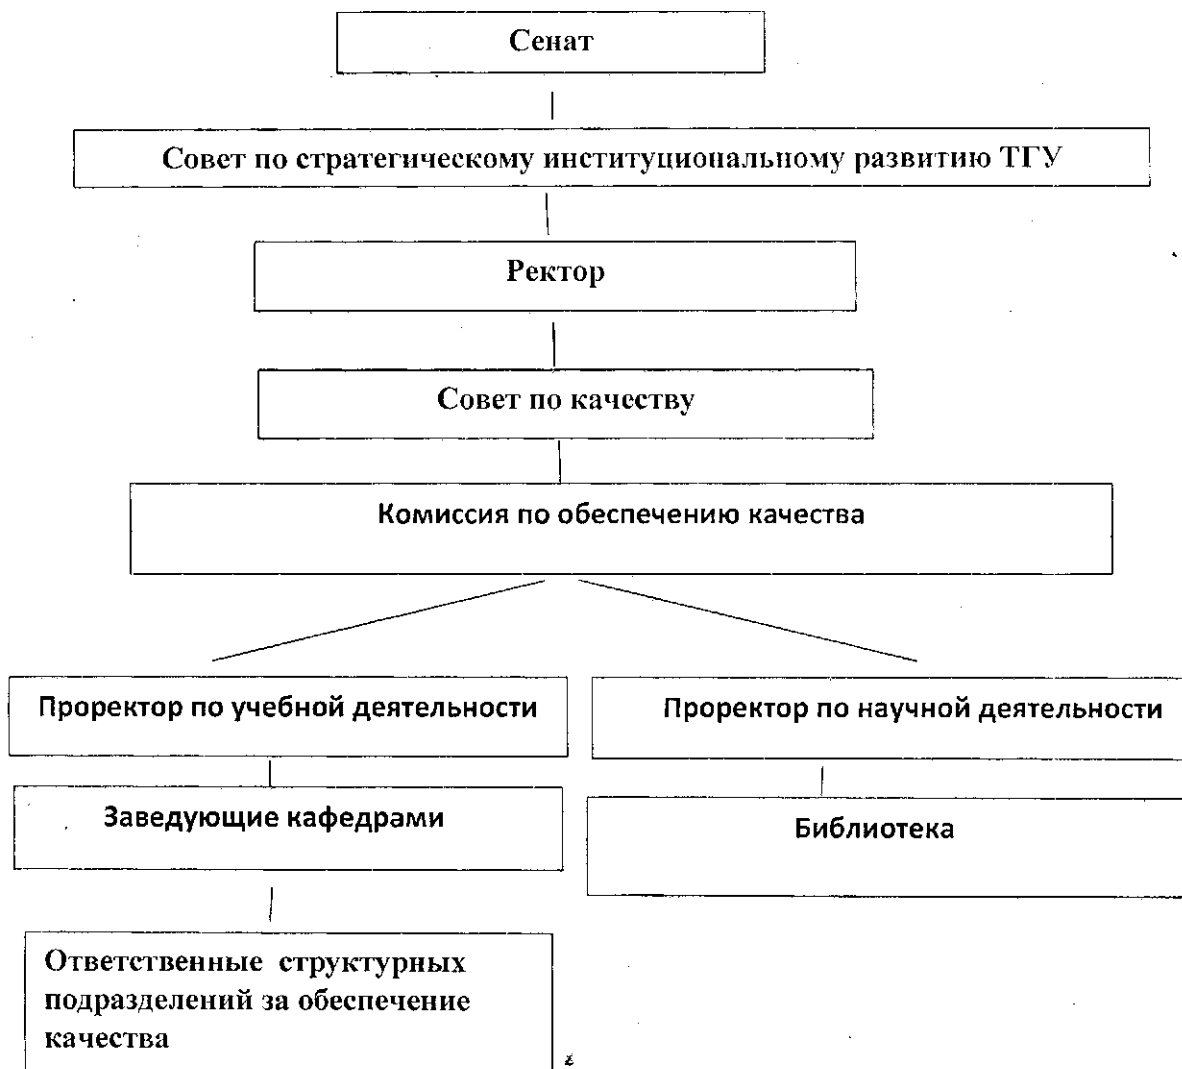 Сенат
Совет по стратегическому институциональному развитию ТГУ
Ректор
Совет по качеству
Комиссия по обеспечению качества
Проректор по учебной деятельности
Проректор по научной деятельности
Заведующие кафедрами
Библиотека
Ответственные структурных
подразделений за обеспечение
качества